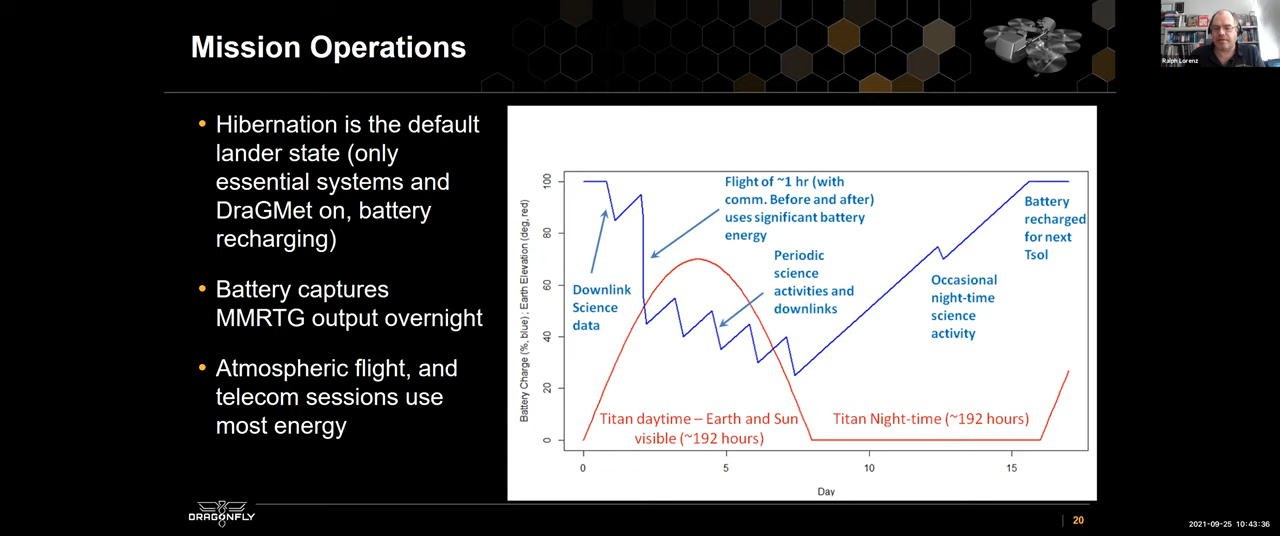 Mission Operations
Ralph Lorenz
• Hibernation is the default
lander state (only
essential systems and
DraGMet on, battery
recharging)
• Battery captures
MMRTG output overnight
• Atmospheric flight, and
telecom sessions use
most energy
Battery Charge (%, blue) ; Earth Elevation (deg, red)
100
80
60
40
20
0
Downlink
Science
data
Flight of ~1 hr (with
comm. Before and after)
uses significant battery
energy
Periodic
science
activities and
downlinks
Occasional
night-time
science
activity
Battery
recharged
for next
Tsol
Titan daytime – Earth and Sun
visible (~192 hours)
Titan Night-time (~192 hours)
0
5
10
15
Day
DRAGONFLY
20
2021-09-25 10:43:36